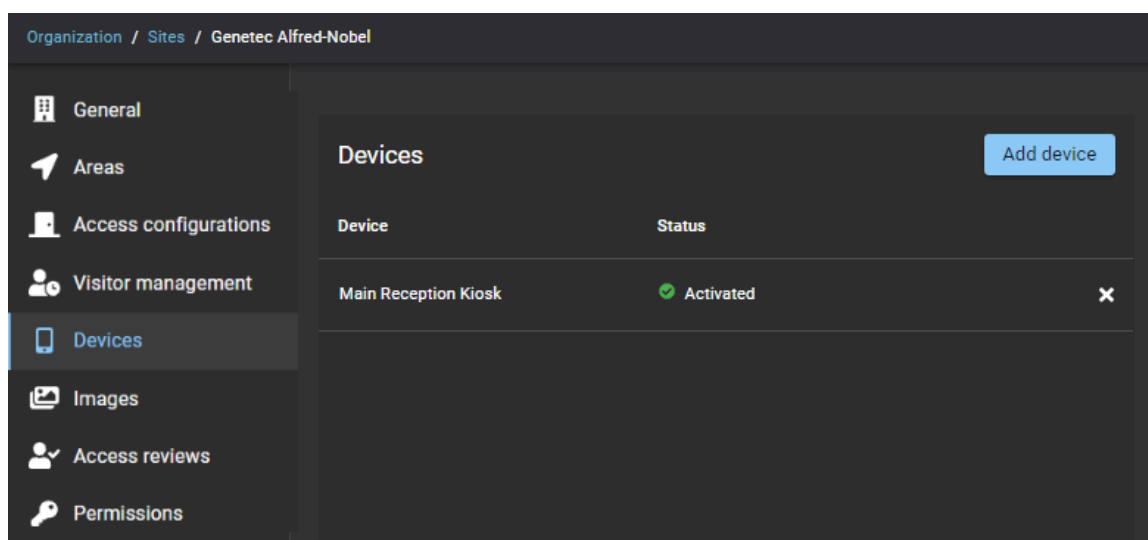 Organization / Sites / Genetec Alfred-Nobel
General
Areas
Access configurations
Visitor management
Devices
Images
Access reviews
Permissions
Devices
Add device
Device Status
Main Reception Kiosk Activated